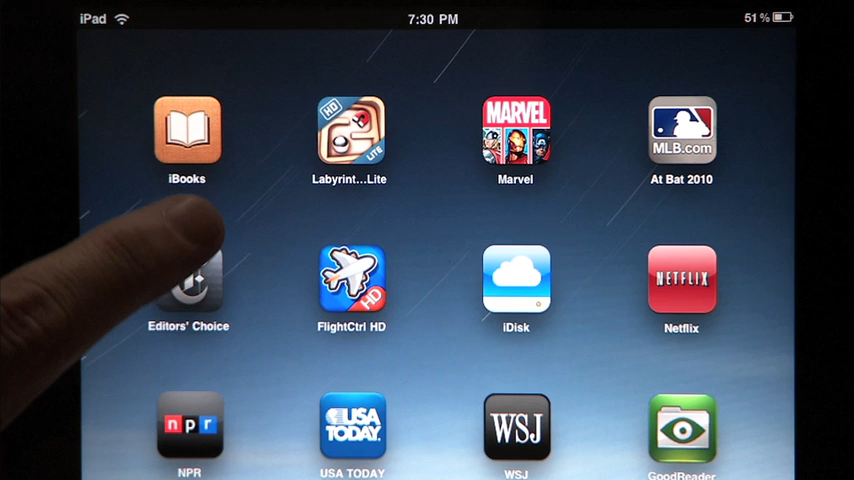 iPad 7:30 PM 51%
HD
LITE
MARVEL
MLB.com
iBooks Labyrint...Lite Marvel At Bat 2010
HD
NETFLIX
Editors' Choice FlightCtrl HD iDisk Netflix
npr
USA
TODAY
WSJ
NPR USA TODAY WSJ GoodReader